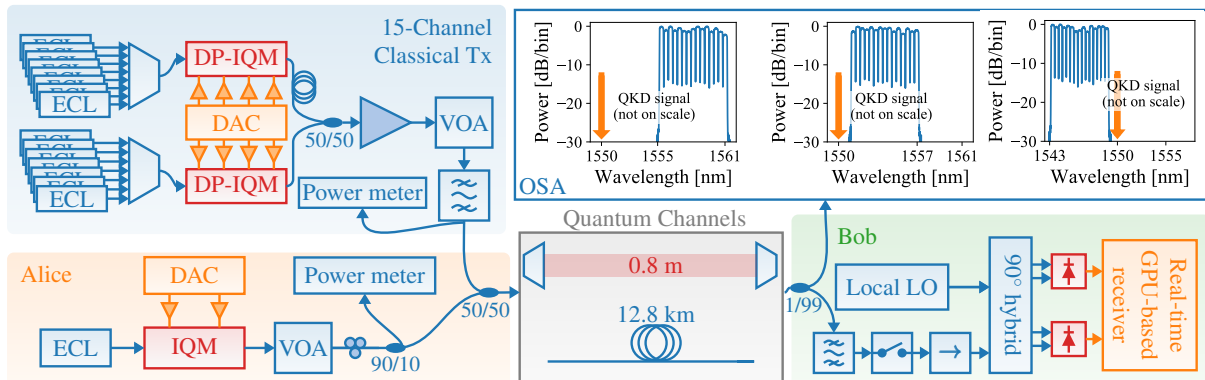 15-Channel
Classical Tx
ECL
DP-IQM
DAC
50/50
VOA
ECL
DP-IQM
Power meter
Power [dB/bin]
0
−10
−20
−30
QKD signal
(not on scale)
1550
1555
1561
Wavelength [nm]
Power [dB/bin]
0
−10
−20
−30
QKD signal
(not on scale)
1550
1557
1561
Wavelength [nm]
Power [dB/bin]
0
−10
−20
−30
QKD signal
(not on scale)
1543
1550
1555
Wavelength [nm]
OSA
Alice
DAC
Power meter
ECL
IQM
VOA
90/10
50/50
Quantum Channels
0.8 m
12.8 km
Bob
1/99
Local LO
90° hybrid
Real-time
GPU-based
receiver